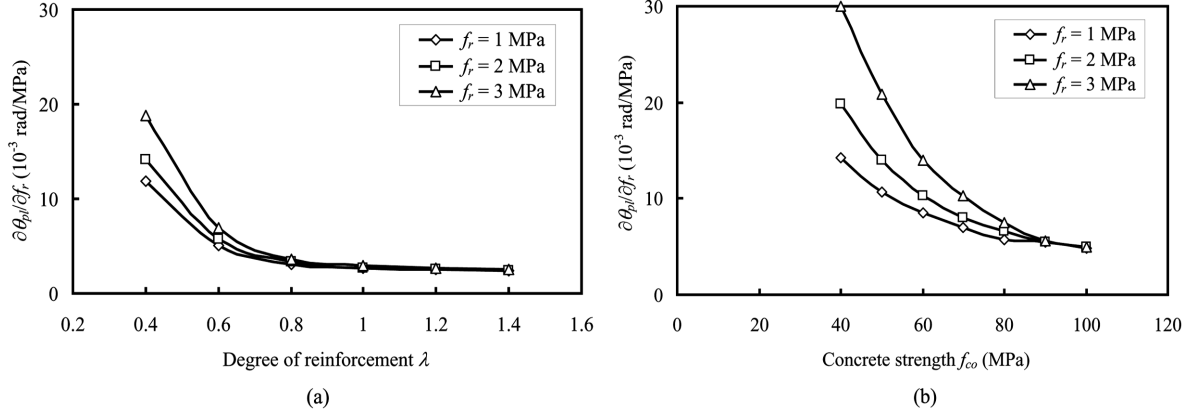 30
20
10
0
0.2 0.4 0.6 0.8 1 1.2 1.4 1.6
∂θpl/∂fr (10-3 rad/MPa)
Degree of reinforcement λ
fr = 1 MPa
fr = 2 MPa
fr = 3 MPa
(a)
30
20
10
0
0 20 40 60 80 100 120
∂θpl/∂fr (10-3 rad/MPa)
Concrete strength fco (MPa)
fr = 1 MPa
fr = 2 MPa
fr = 3 MPa
(b)